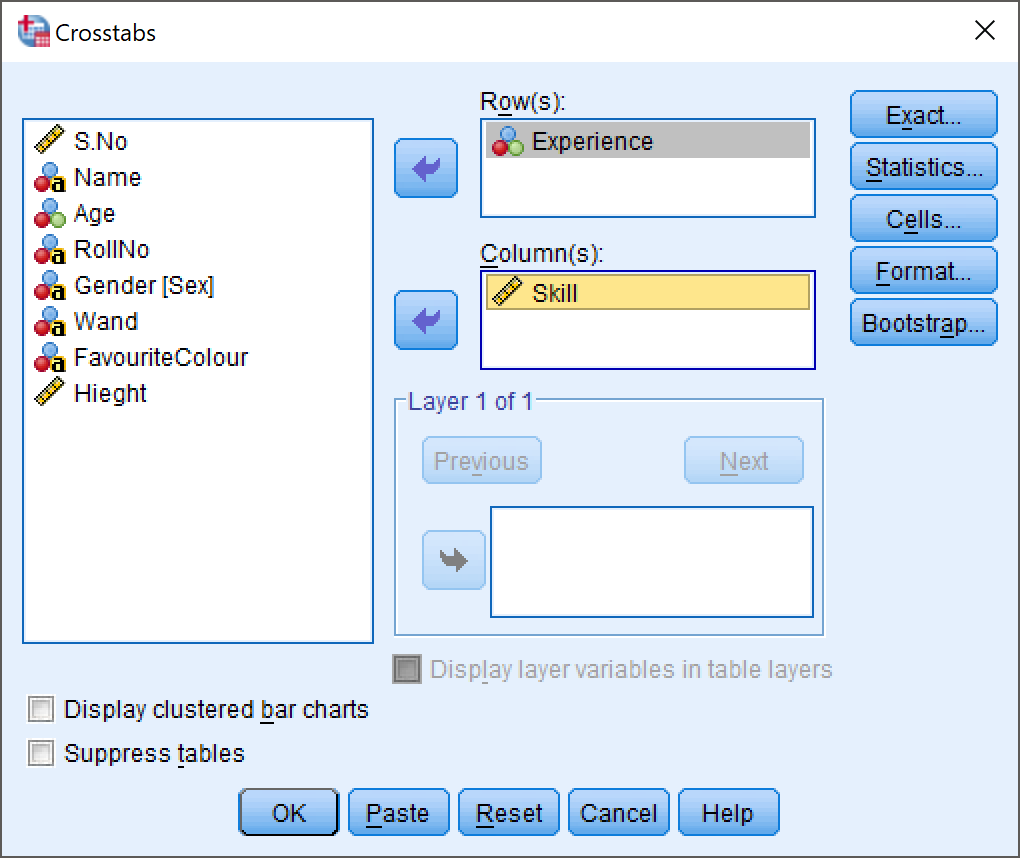 Crosstabs
S.No
Name
Age
RollNo
Gender [Sex]
Wand
FavouriteColour
Hieght
Row(s):
Experience
Column(s):
Skill
Layer 1 of 1
Previous
Next
Display layer variables in table layers
Exact...
Statistics...
Cells...
Format...
Bootstrap...
Display clustered bar charts
Suppress tables
OK
Paste
Reset
Cancel
Help